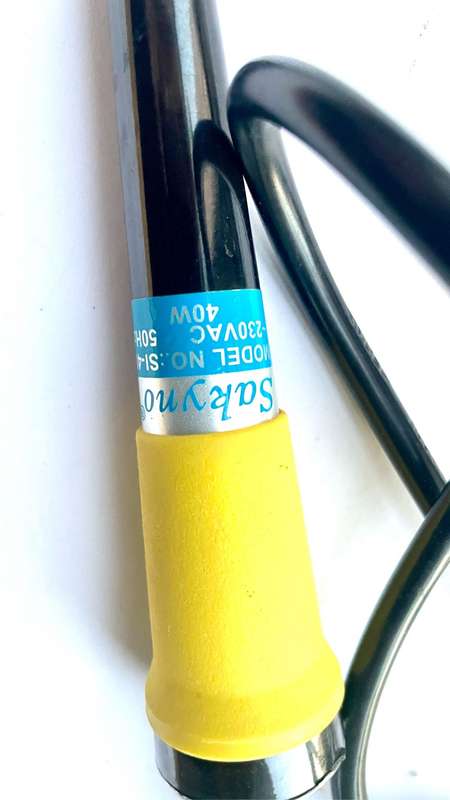 Sakyno®
MODEL NO.:SI-4
~230VAC 50H
40W